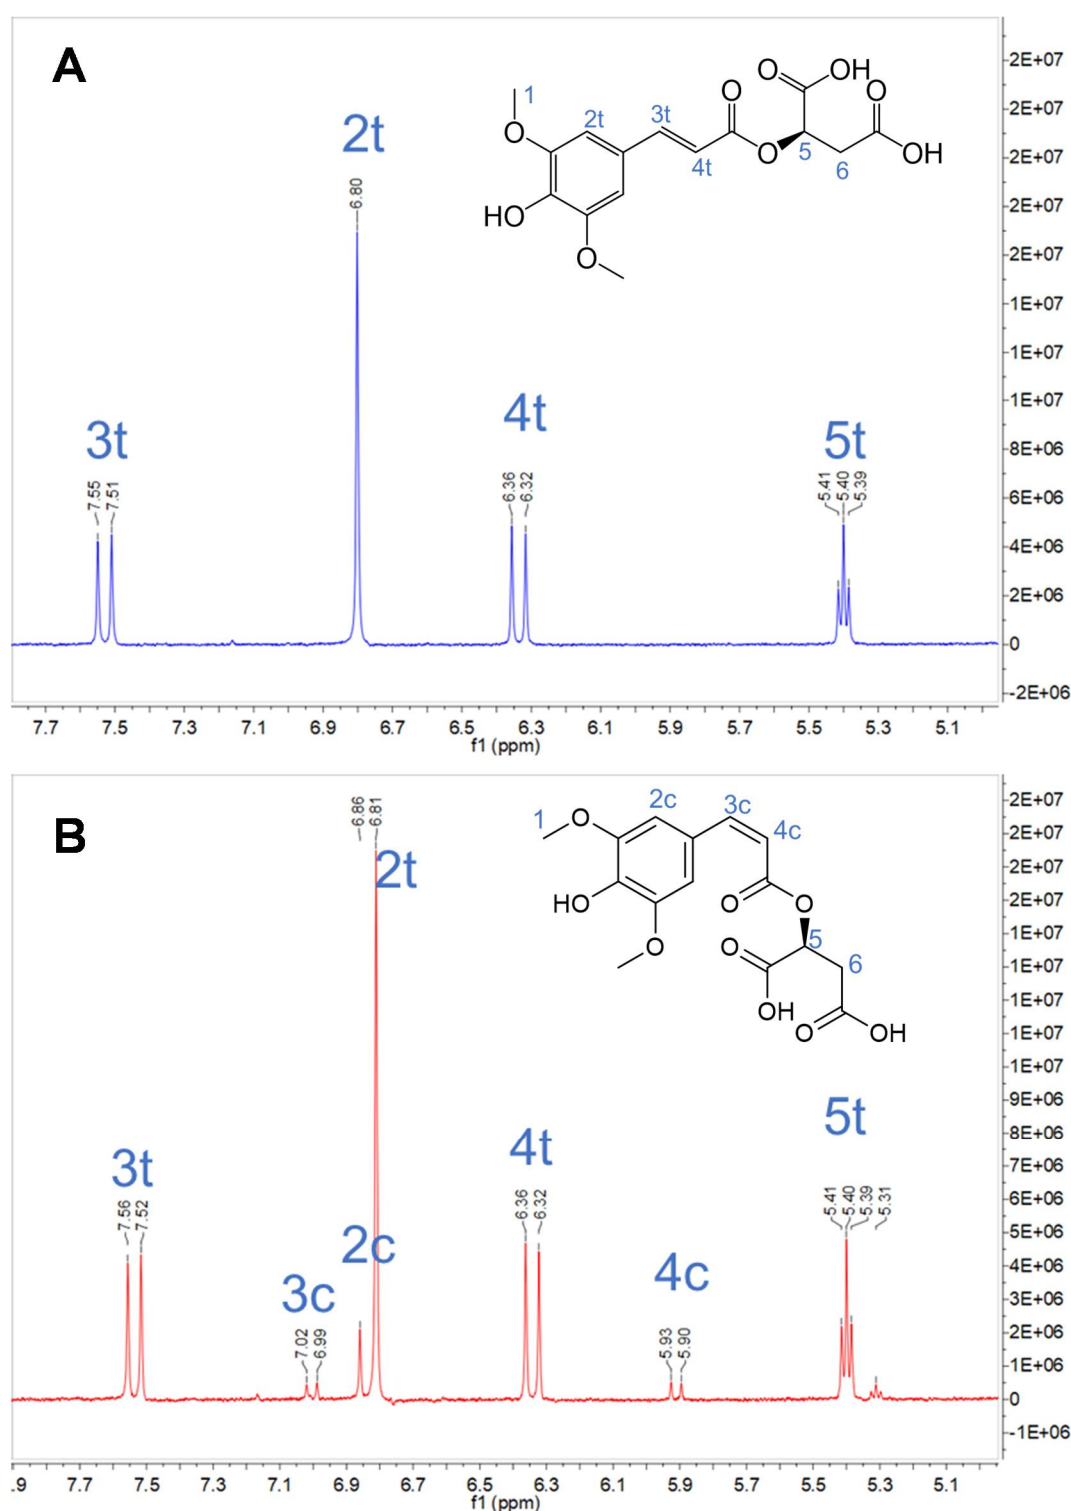 A
2E+07
2E+07
2E+07
2E+07
2E+07
1E+07
1E+07
1E+07
8E+06
6E+06
4E+06
2E+06
0
-2E+06
1
O
2t
3t
4t
O
O
O
OH
O
OH
5
6
HO
O
2t
6.80
3t
7.55
7.51
4t
6.36
6.32
5t
5.41
5.40
5.39
7.7 7.5 7.3 7.1 6.9 6.7 6.5 6.3 6.1 5.9 5.7 5.5 5.3 5.1
f1 (ppm)
B
2E+07
2E+07
2E+07
2E+07
1E+07
1E+07
1E+07
1E+07
1E+07
9E+06
8E+06
7E+06
6E+06
5E+06
4E+06
3E+06
2E+06
1E+06
0
-1E+06
1
O
2c
3c
4c
HO
O
O
O
O
5
6
OH
O
OH
6.86
6.81
2t
3t
7.56
7.52
3c
7.02
6.99
2c
4t
6.36
6.32
4c
5.93
5.90
5t
5.41
5.40
5.39
5.31
.9 7.7 7.5 7.3 7.1 6.9 6.7 6.5 6.3 6.1 5.9 5.7 5.5 5.3 5.1
f1 (ppm)